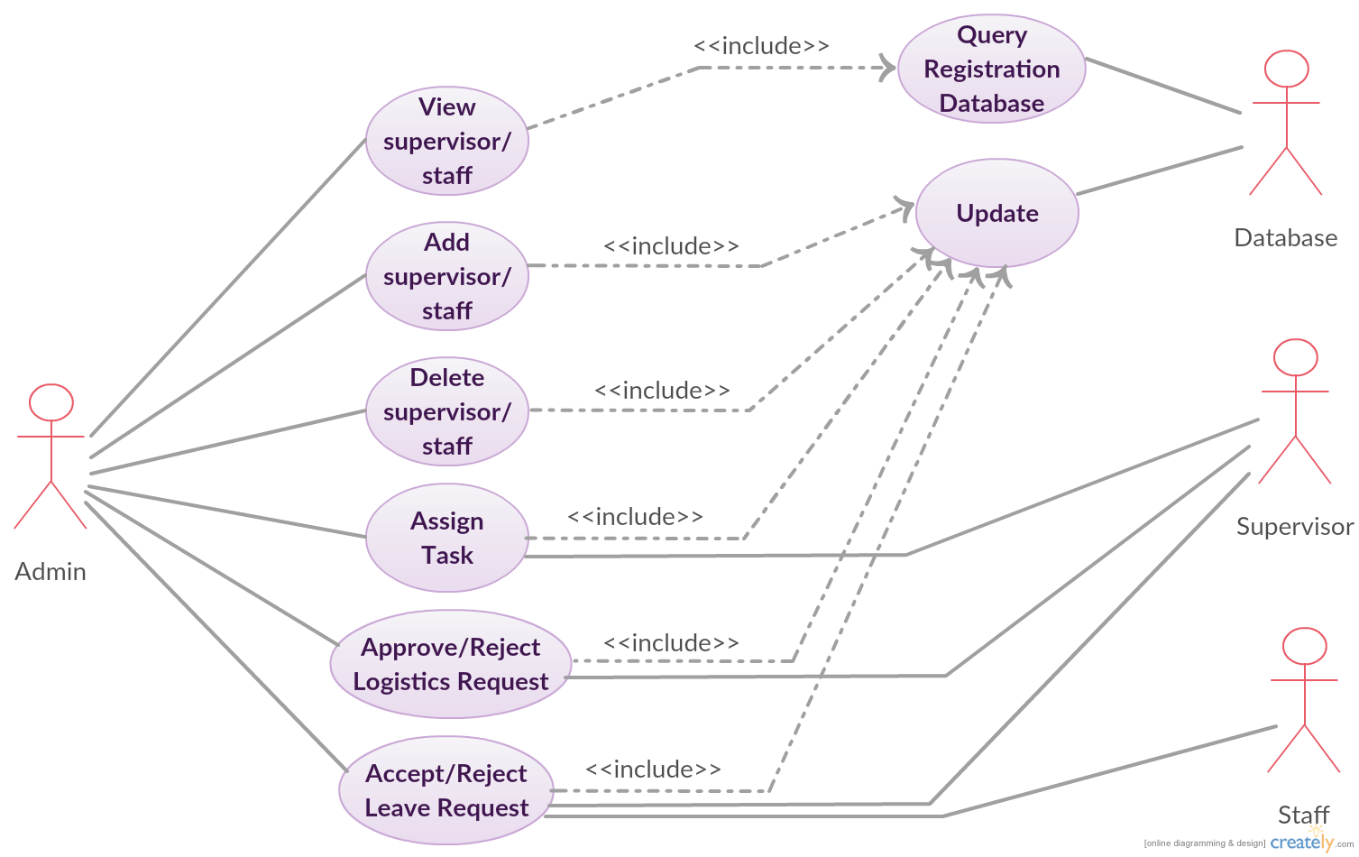 <<include>>
Query
Registration
Database
View
supervisor/
staff
Update
Database
<<include>>
Add
supervisor/
staff
<<include>>
Delete
supervisor/
staff
Admin
<<include>>
Assign
Task
Supervisor
<<include>>
Approve/Reject
Logistics Request
<<include>>
Accept/Reject
Leave Request
Staff
[online diagramming & design] creately.com